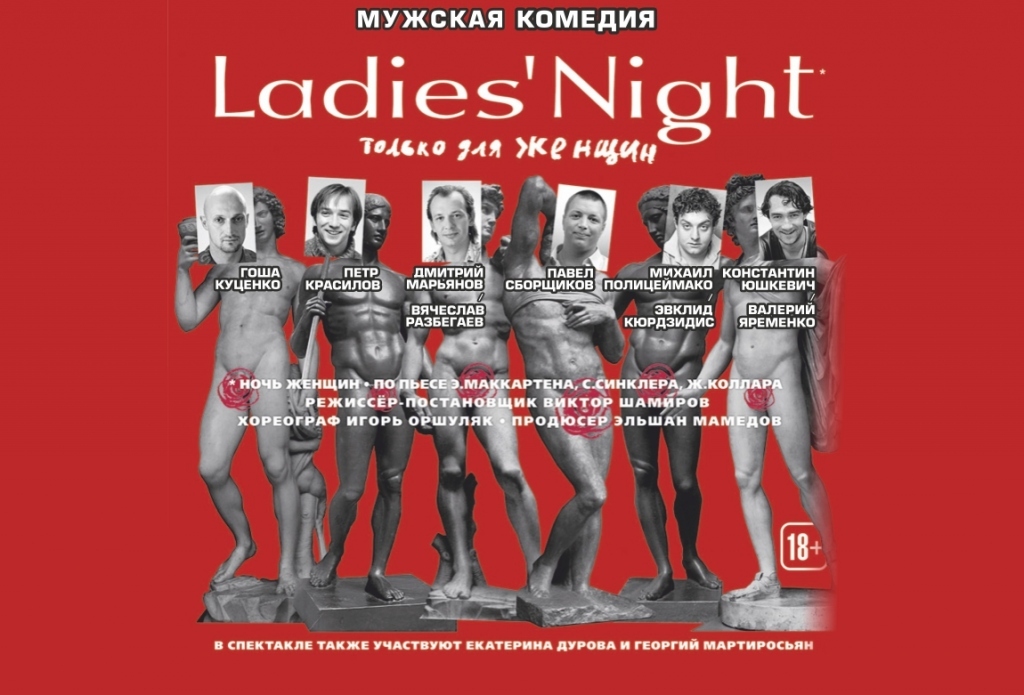 МУЖСКАЯ КОМЕДИЯ
Ladies' Night*
только для женщин
ГОША
КУЦЕНКО
ПЕТР
КРАСИЛОВ
ДМИТРИЙ
МАРЬЯНОВ
/
ВЯЧЕСЛАВ
РАЗБЕГАЕВ
ПАВЕЛ
СБОРЩИКОВ
МИХАИЛ
ПОЛИЦЕЙМАКО
/
ЭВКЛИД
КЮРДЗИДИС
КОНСТАНТИН
ЮШКЕВИЧ
/
ВАЛЕРИЙ
ЯРЕМЕНКО
* НОЧЬ ЖЕНЩИН • ПО ПЬЕСЕ Э.МАККАРТЕНА, С.СИНКЛЕРА, Ж.КОЛЛАРА
РЕЖИССЁР-ПОСТАНОВЩИК ВИКТОР ШАМИРОВ
ХОРЕОГРАФ ИГОРЬ ОРШУЛЯК • ПРОДЮСЕР ЭЛЬШАН МАМЕДОВ
18+
В СПЕКТАКЛЕ ТАКЖЕ УЧАСТВУЮТ ЕКАТЕРИНА ДУРОВА И ГЕОРГИЙ МАРТИРОСЬЯН